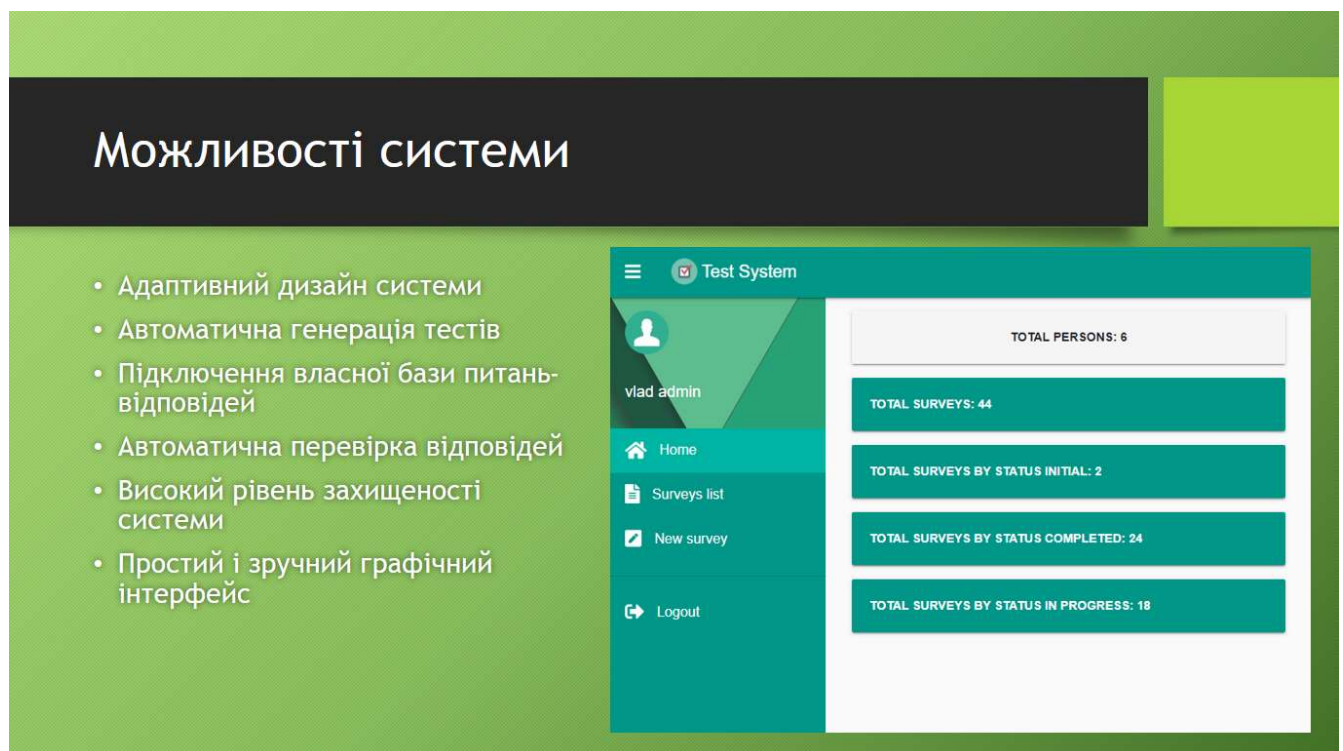 Можливості системи
• Адаптивний дизайн системи
• Автоматична генерація тестів
• Підключення власної бази питань-
відповідей
• Автоматична перевірка відповідей
• Високий рівень захищеності
системи
• Простий і зручний графічний
інтерфейс
Test System
vlad admin
Home
Surveys list
New survey
Logout
TOTAL PERSONS: 6
TOTAL SURVEYS: 44
TOTAL SURVEYS BY STATUS INITIAL: 2
TOTAL SURVEYS BY STATUS COMPLETED: 24
TOTAL SURVEYS BY STATUS IN PROGRESS: 18